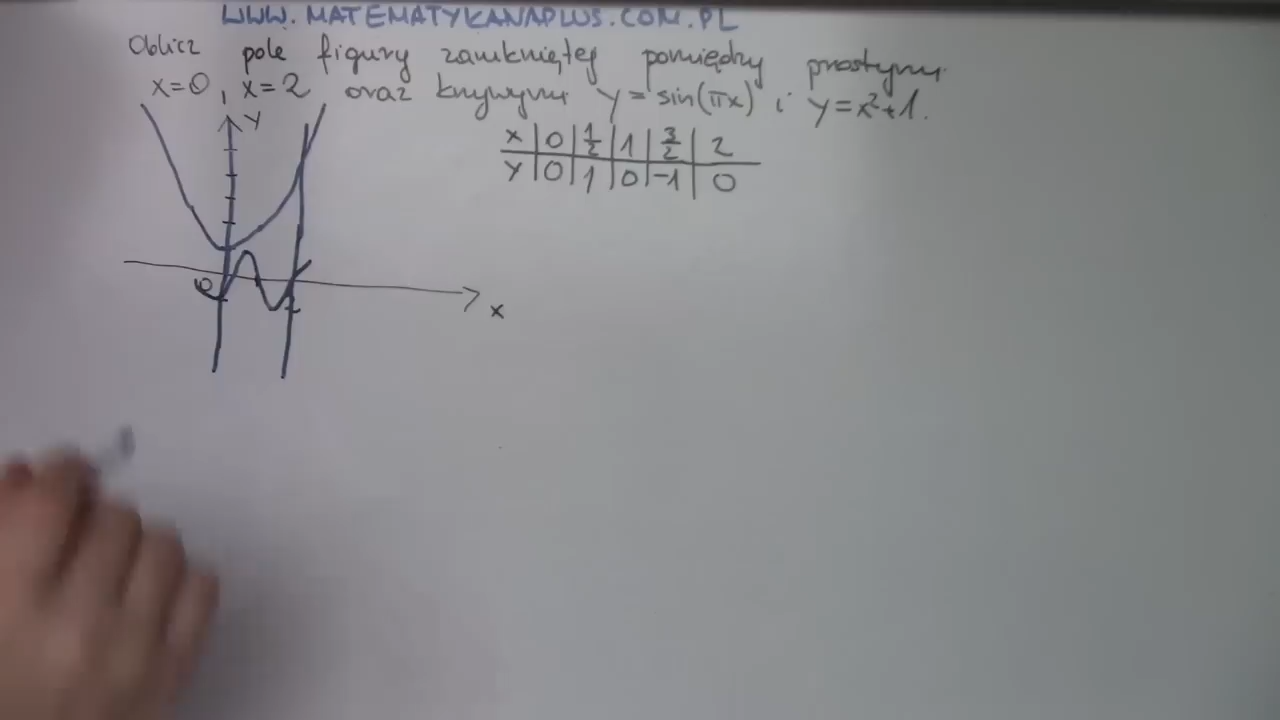 WWW.MATEMATYKANAPLUS.COM.PL
Oblicz pole figury zamkniętej pomiędzy prostymi
x=0, x=2 oraz krzywymi y=sin(πx) i y=x²+1.
x | 0 | 1/2 | 1 | 3/2 | 2
y | 0 | 1 | 0 | -1 | 0
y
0
2
x